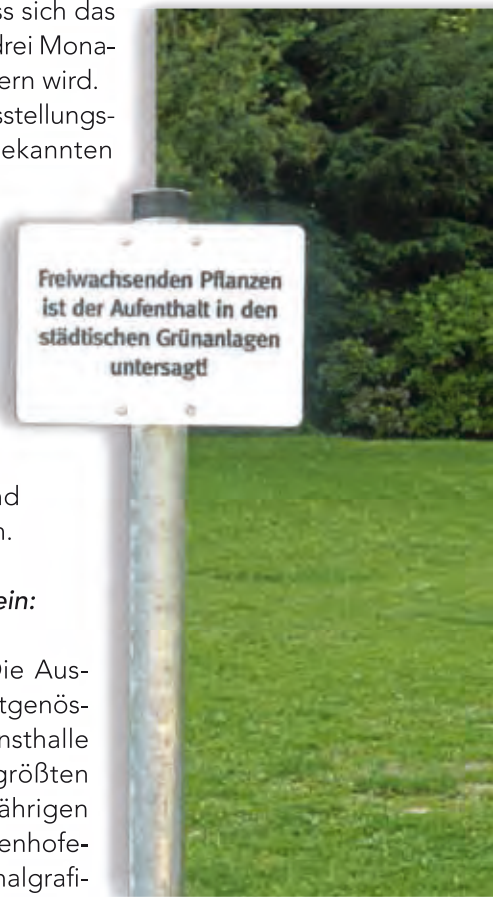 ss sich das
drei Mona-
ern wird.
sstellungs-
ekannten
Freiwachsenden Pflanzen
ist der Aufenthalt in den
städtischen Grünanlagen
untersagt!
nd
n.
ein:
Die Aus-
tgenös-
nsthalle
größten
jährigen
enhofe-
nalgrafi-